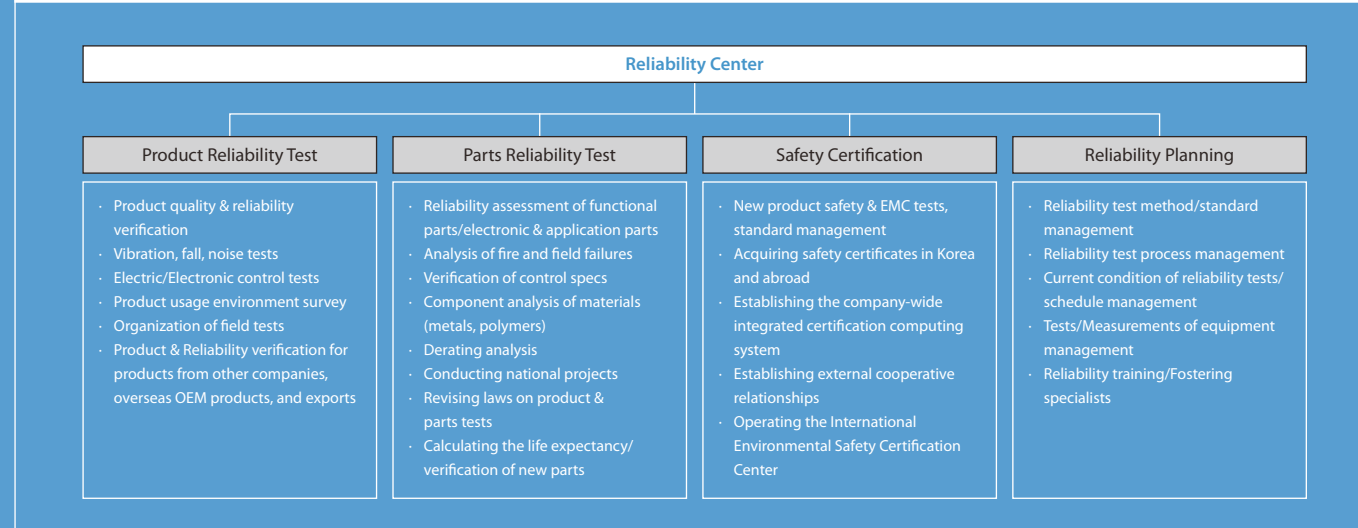 Reliability Center
Product Reliability Test
· Product quality & reliability
verification
· Vibration, fall, noise tests
· Electric/Electronic control tests
· Product usage environment survey
· Organization of field tests
· Product & Reliability verification for
products from other companies,
overseas OEM products, and exports
Parts Reliability Test
· Reliability assessment of functional
parts/electronic & application parts
· Analysis of fire and field failures
· Verification of control specs
· Component analysis of materials
(metals, polymers)
· Derating analysis
· Conducting national projects
· Revising laws on product &
parts tests
· Calculating the life expectancy/
verification of new parts
Safety Certification
· New product safety & EMC tests,
standard management
· Acquiring safety certificates in Korea
and abroad
· Establishing the company-wide
integrated certification computing
system
· Establishing external cooperative
relationships
· Operating the International
Environmental Safety Certification
Center
Reliability Planning
· Reliability test method/standard
management
· Reliability test process management
· Current condition of reliability tests/
schedule management
· Tests/Measurements of equipment
management
· Reliability training/Fostering
specialists